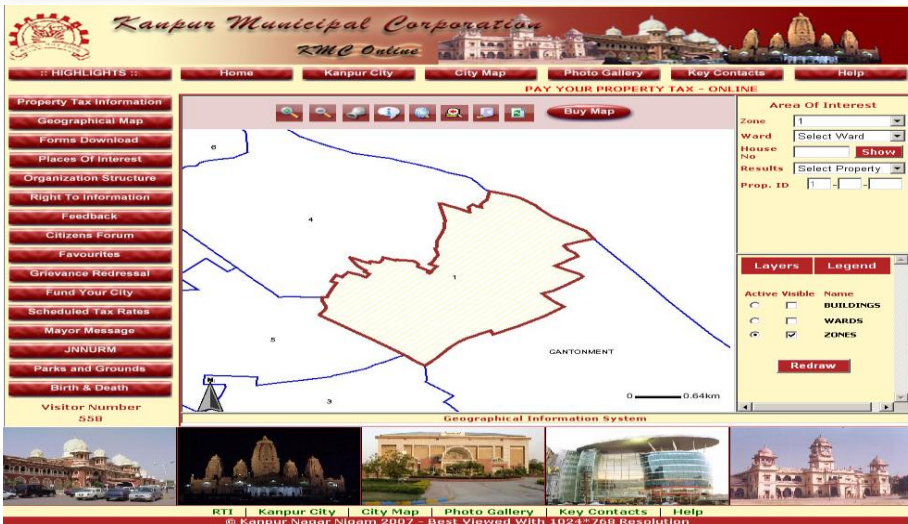 Kanpur Municipal Corporation
KMC Online
:: HIGHLIGHTS ::
Home
Kanpur City
City Map
Photo Gallery
Key Contacts
Help
PAY YOUR PROPERTY TAX - ONLINE
Property Tax Information
Geographical Map
Forms Download
Places Of Interest
Organization Structure
Right To Information
Feedback
Citizens Forum
Favourites
Grievance Redressal
Fund Your City
Scheduled Tax Rates
Mayor Message
JNNURM
Parks and Grounds
Birth & Death
Visitor Number
558
Buy Map
6
4
1
5
3
CANTONMENT
N
0 0.64km
Geographical Information System
Area Of Interest
Zone 1
Ward Select Ward
House No Show
Results Select Property
Prop. ID 1 - -
Layers Legend
Active Visible Name
BUILDINGS
WARDS
ZONES
Redraw
RTI | Kanpur City | City Map | Photo Gallery | Key Contacts | Help
© Kanpur Nagar Nigam 2007 - Best Viewed With 1024*768 Resolution